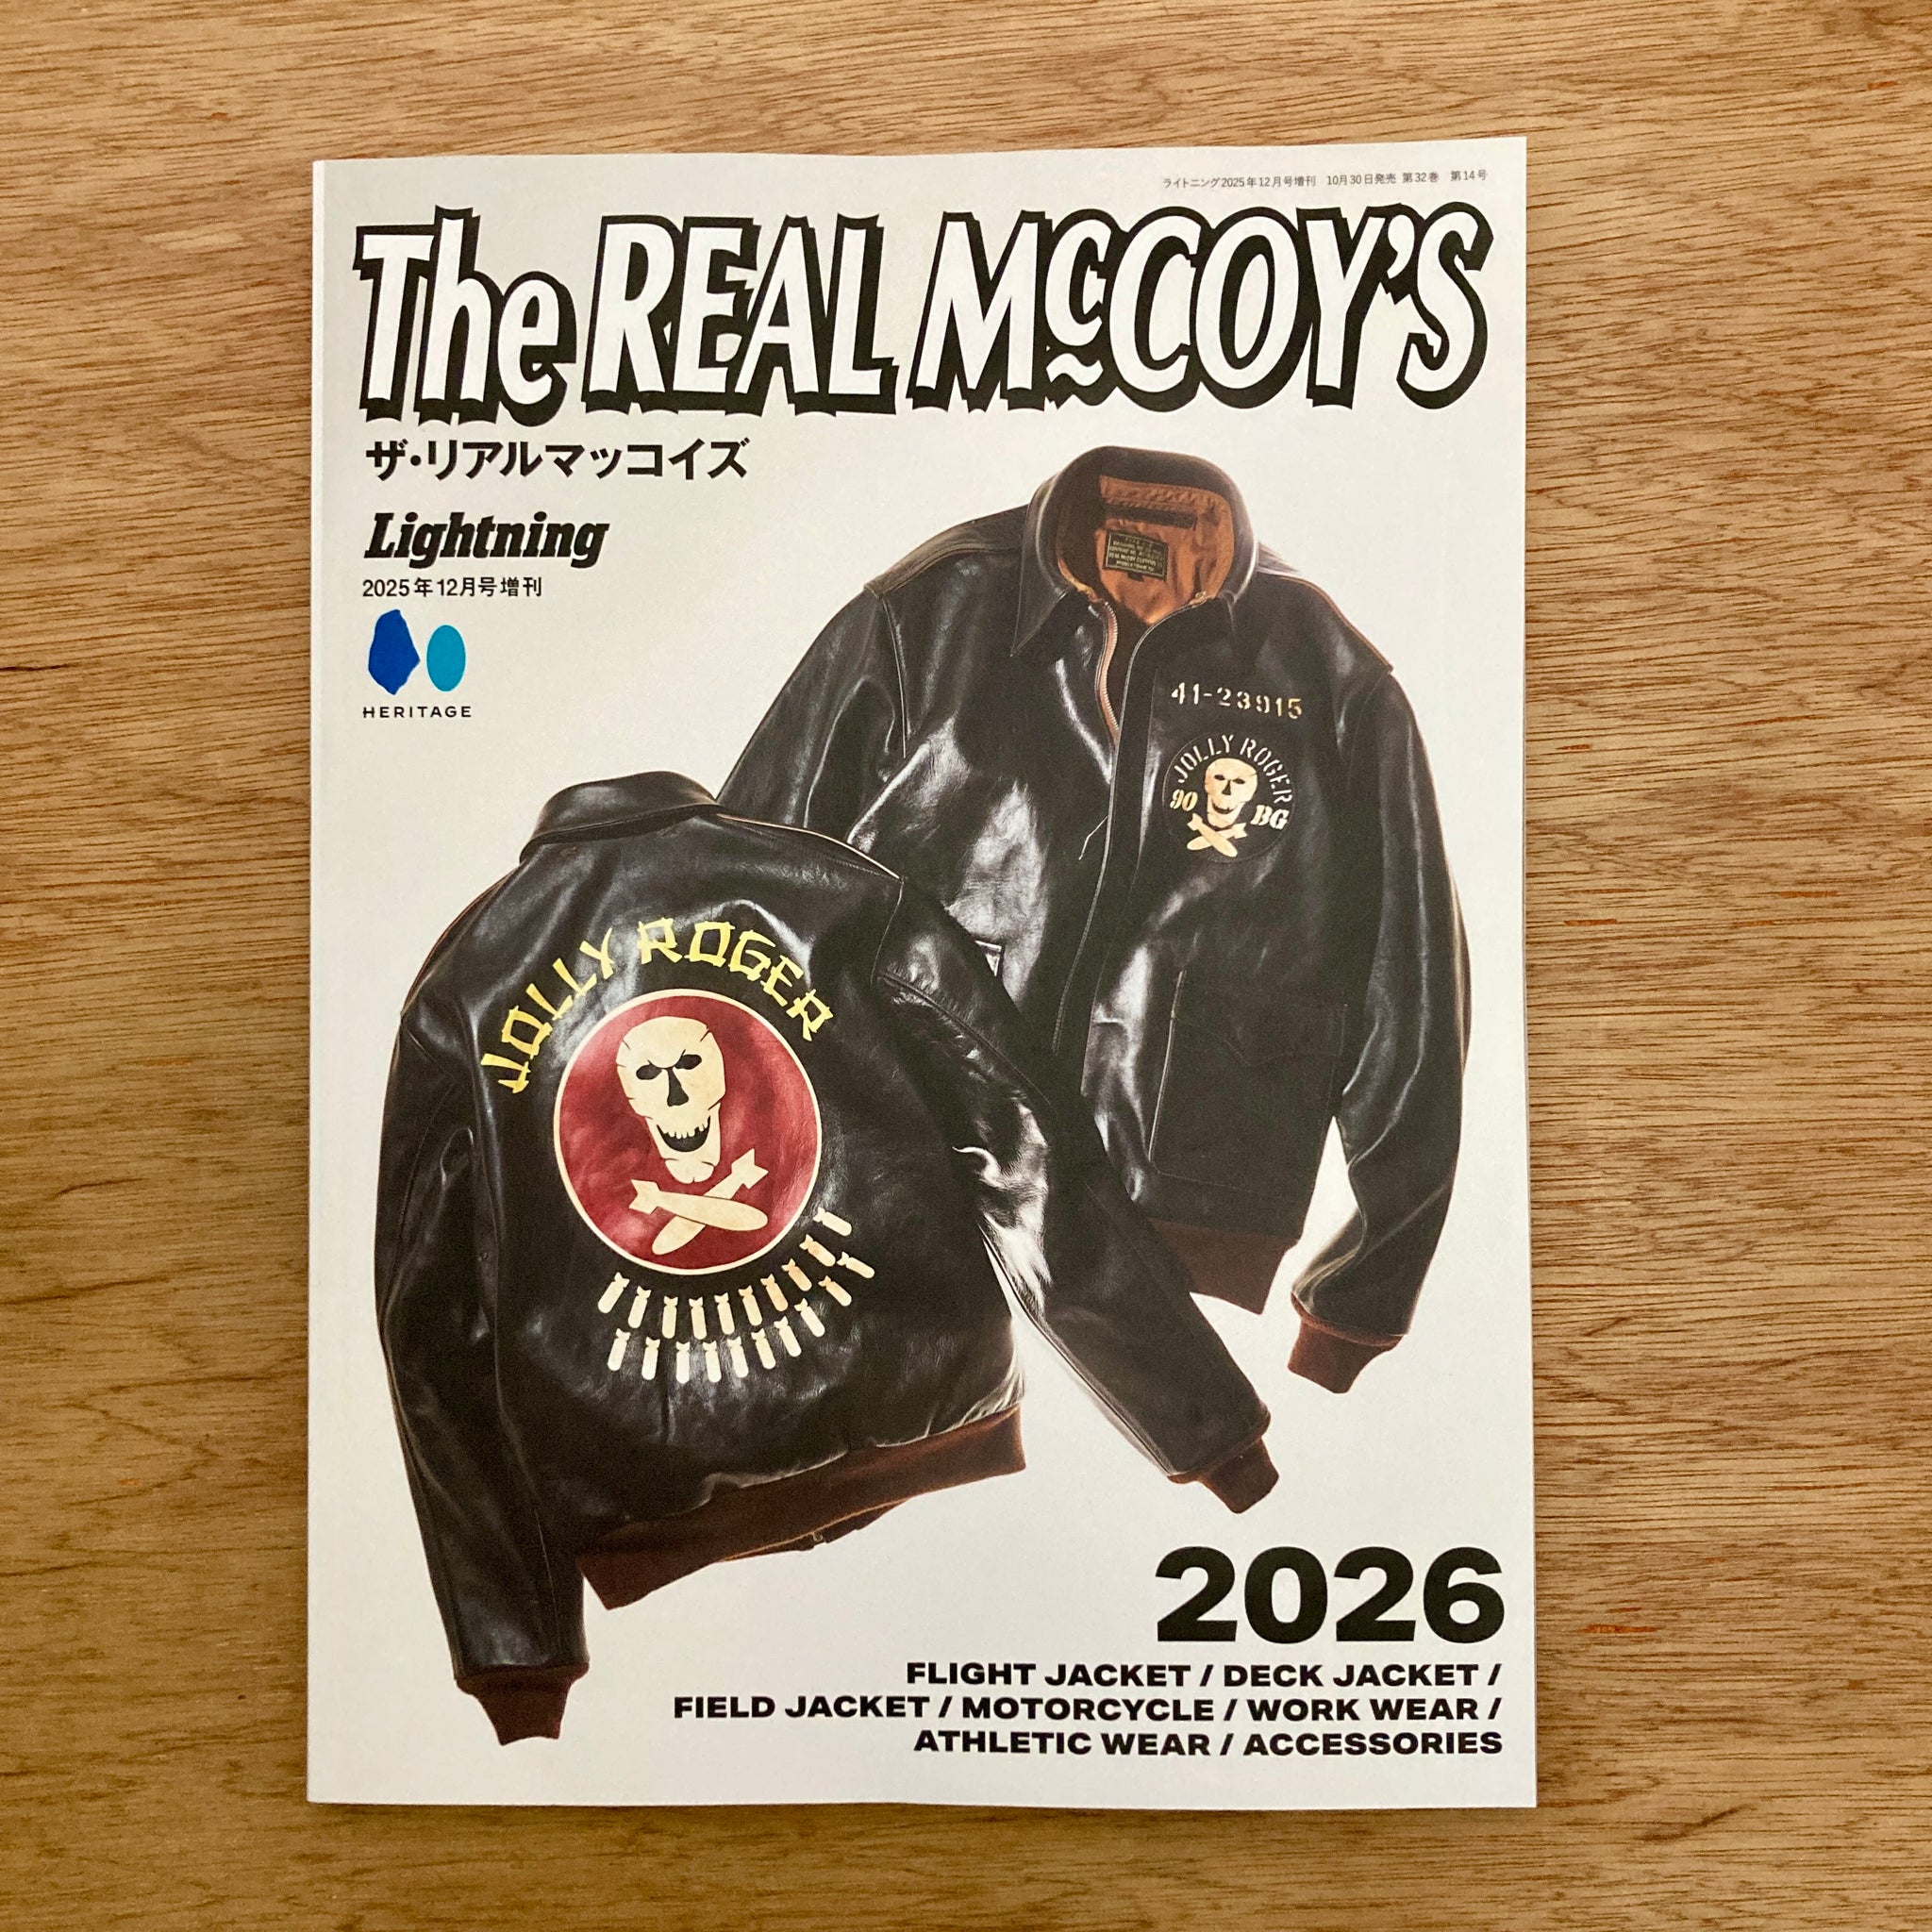 ライトニング2025年12月号増刊 10月30日発売 第32巻 第14号
The REAL McCOY'S
ザ・リアルマッコイズ
Lightning
2025年12月号増刊
HERITAGE
41-23915
JOLLY ROGER
90 BG
JOLLY ROGER
2026
FLIGHT JACKET / DECK JACKET /
FIELD JACKET / MOTORCYCLE / WORK WEAR /
ATHLETIC WEAR / ACCESSORIES